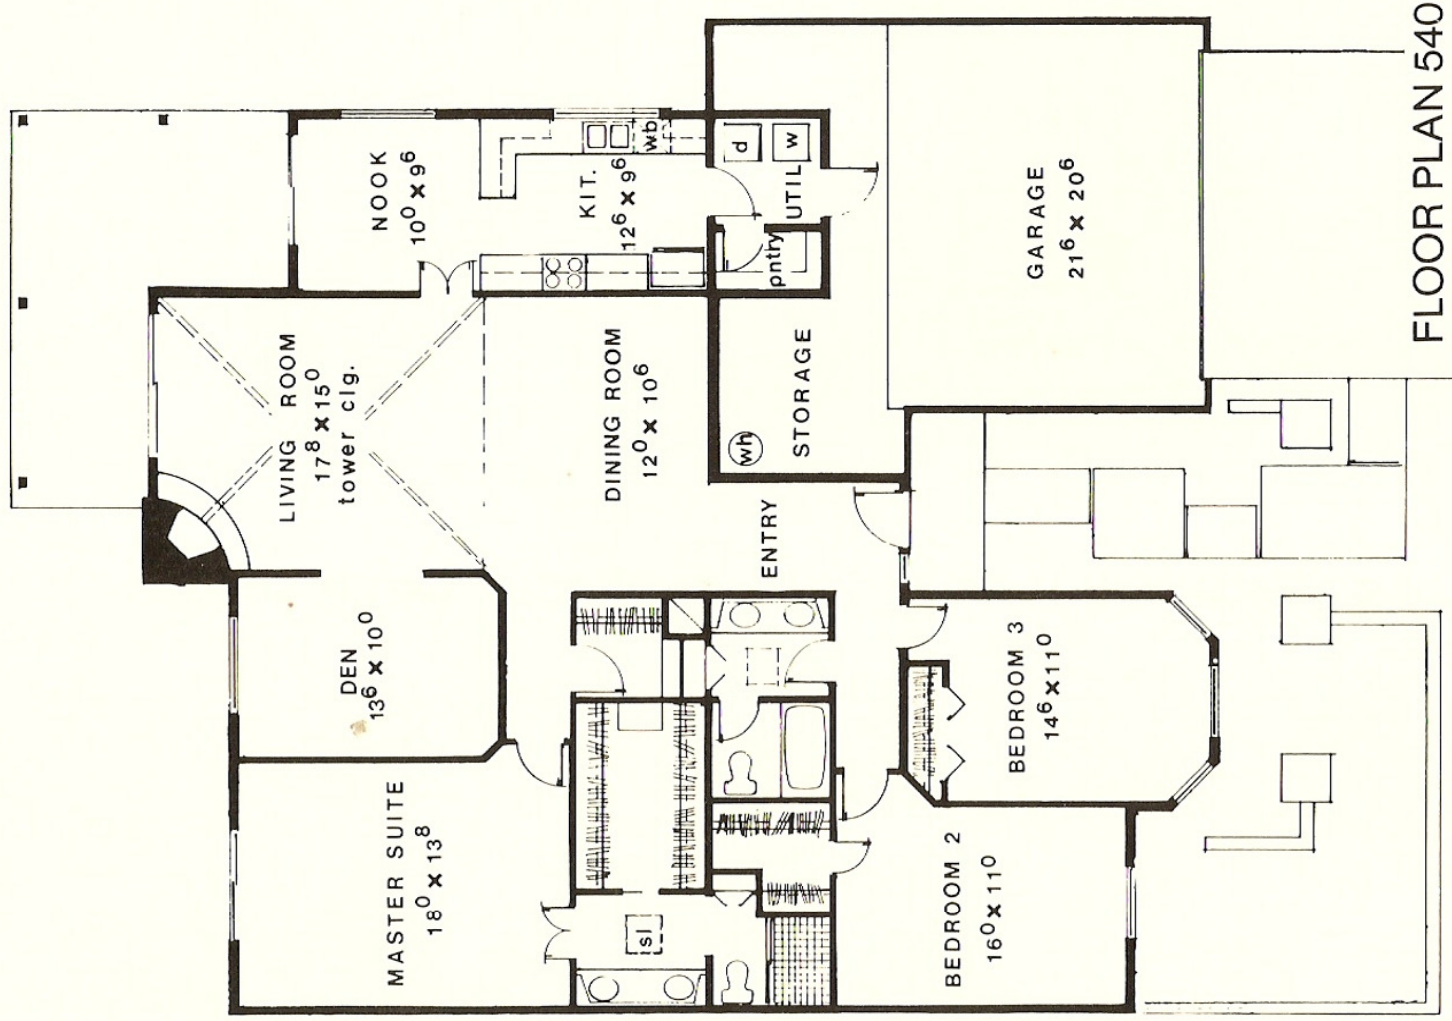 NOOK
10⁰ x 9⁶
KIT.
12⁶ x 9⁶
wb
d
w
UTIL
pntry
GARAGE
21⁶ x 20⁶
LIVING ROOM
17⁸ x 15⁰
tower clg.
DINING ROOM
12⁰ x 10⁶
STORAGE
wh
ENTRY
DEN
13⁶ x 10⁰
MASTER SUITE
18⁰ x 13⁸
sl
BEDROOM 3
14⁶ x 11⁰
BEDROOM 2
16⁰ x 11⁰
FLOOR PLAN 540